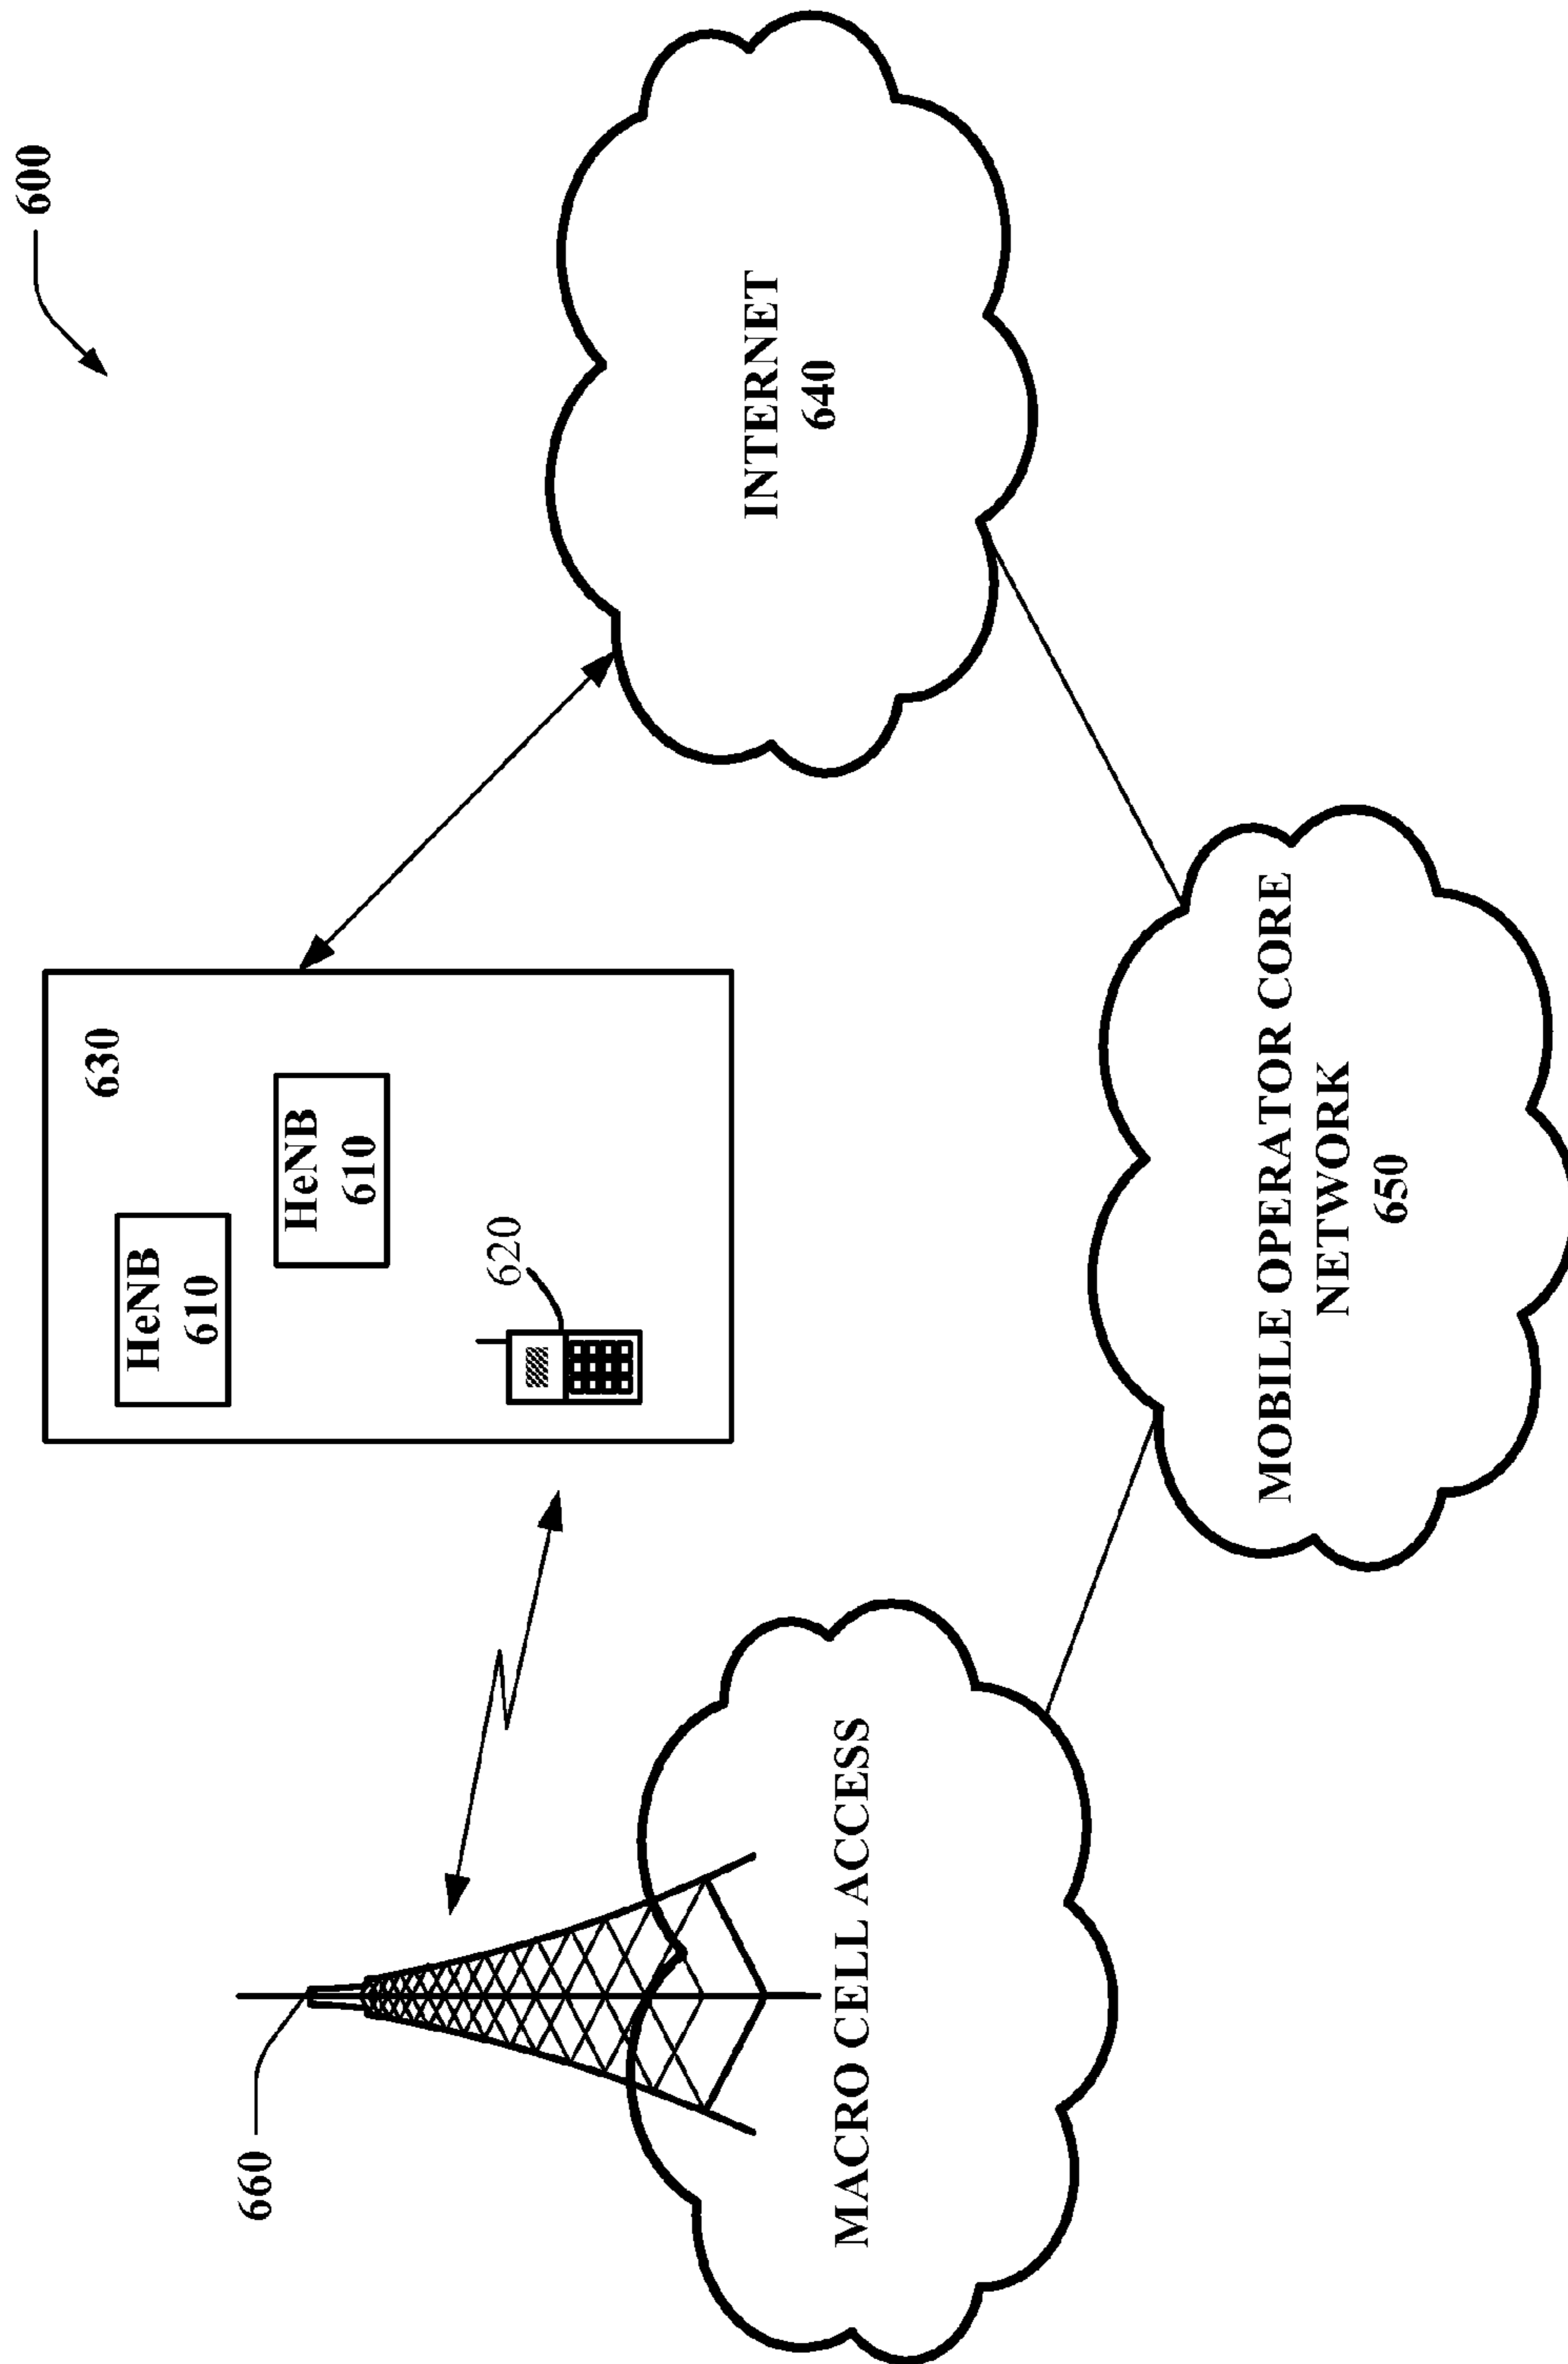 600
630
HeNB
610
HeNB
610
620
660
INTERNET
640
MACRO CELL ACCESS
MOBILE OPERATOR CORE
NETWORK
650